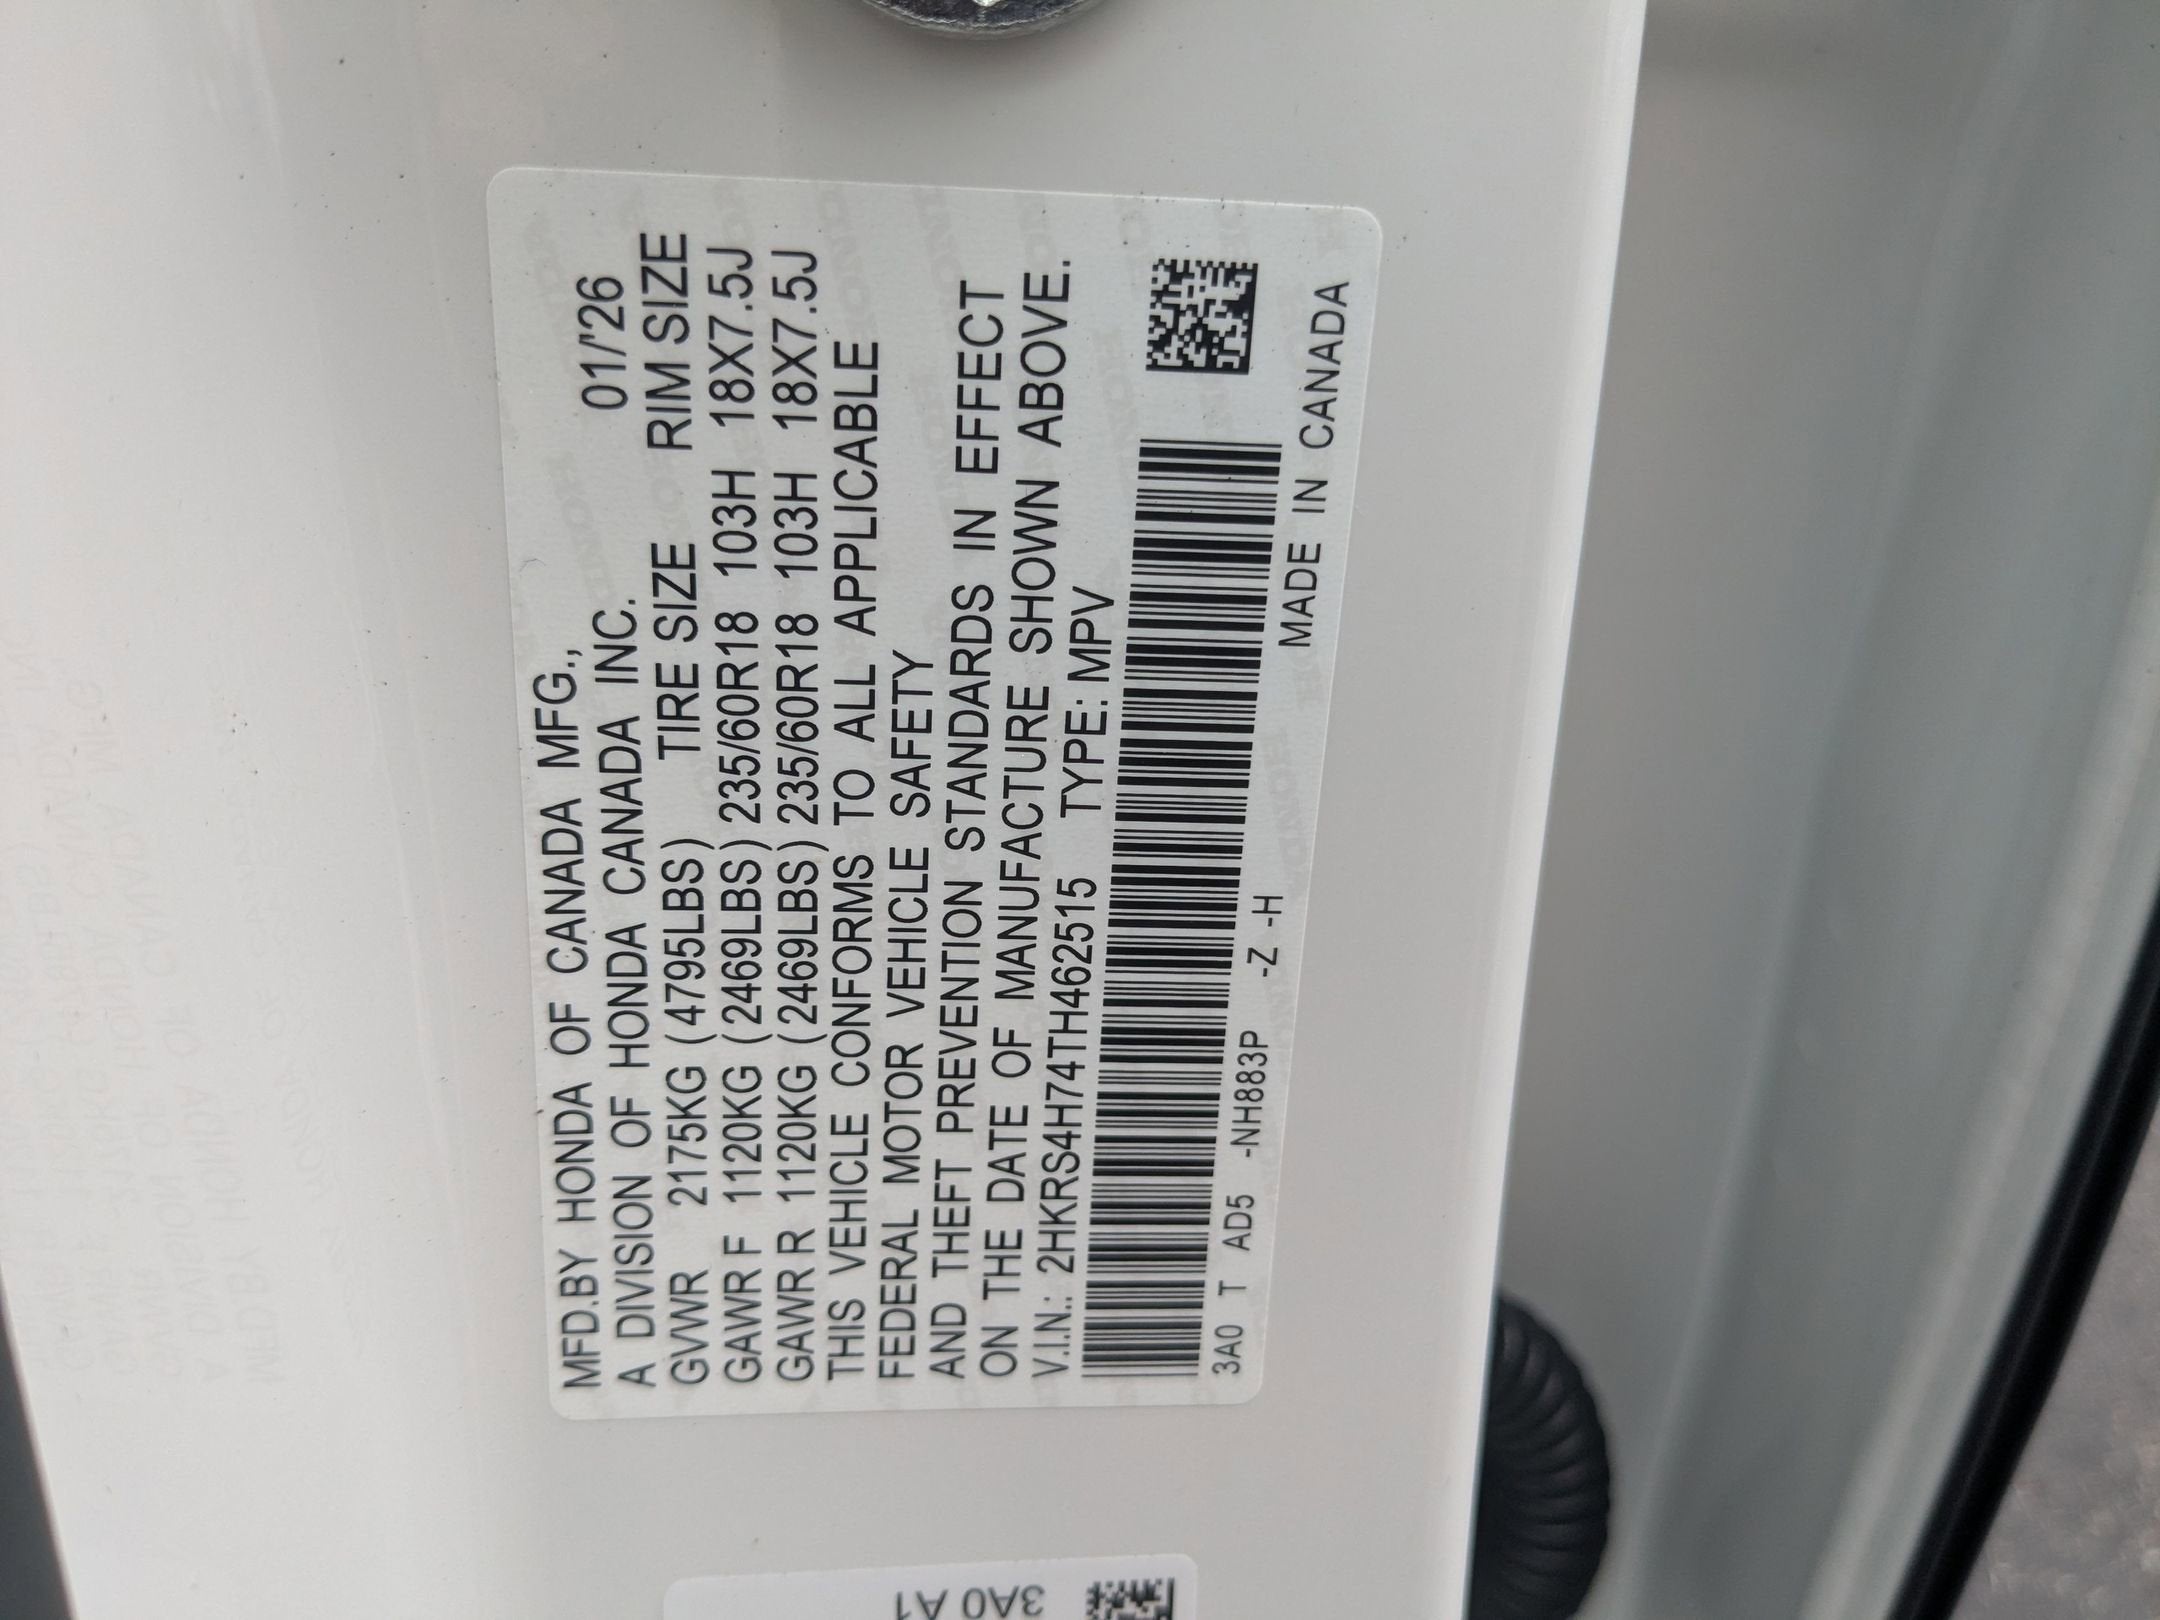 MFD.BY HONDA OF CANADA MFG.,
A DIVISION OF HONDA CANADA INC. 01/'26
GVWR 2175KG (4795LBS) TIRE SIZE RIM SIZE
GAWR F 1120KG (2469LBS) 235/60R18 103H 18X7.5J
GAWR R 1120KG (2469LBS) 235/60R18 103H 18X7.5J
THIS VEHICLE CONFORMS TO ALL APPLICABLE
FEDERAL MOTOR VEHICLE SAFETY
AND THEFT PREVENTION STANDARDS IN EFFECT
ON THE DATE OF MANUFACTURE SHOWN ABOVE.
V.I.N.: 2HKRS4H74TH462515 TYPE: MPV
3A0 T AD5 -NH883P -Z -H
MADE IN CANADA
3A0 A1